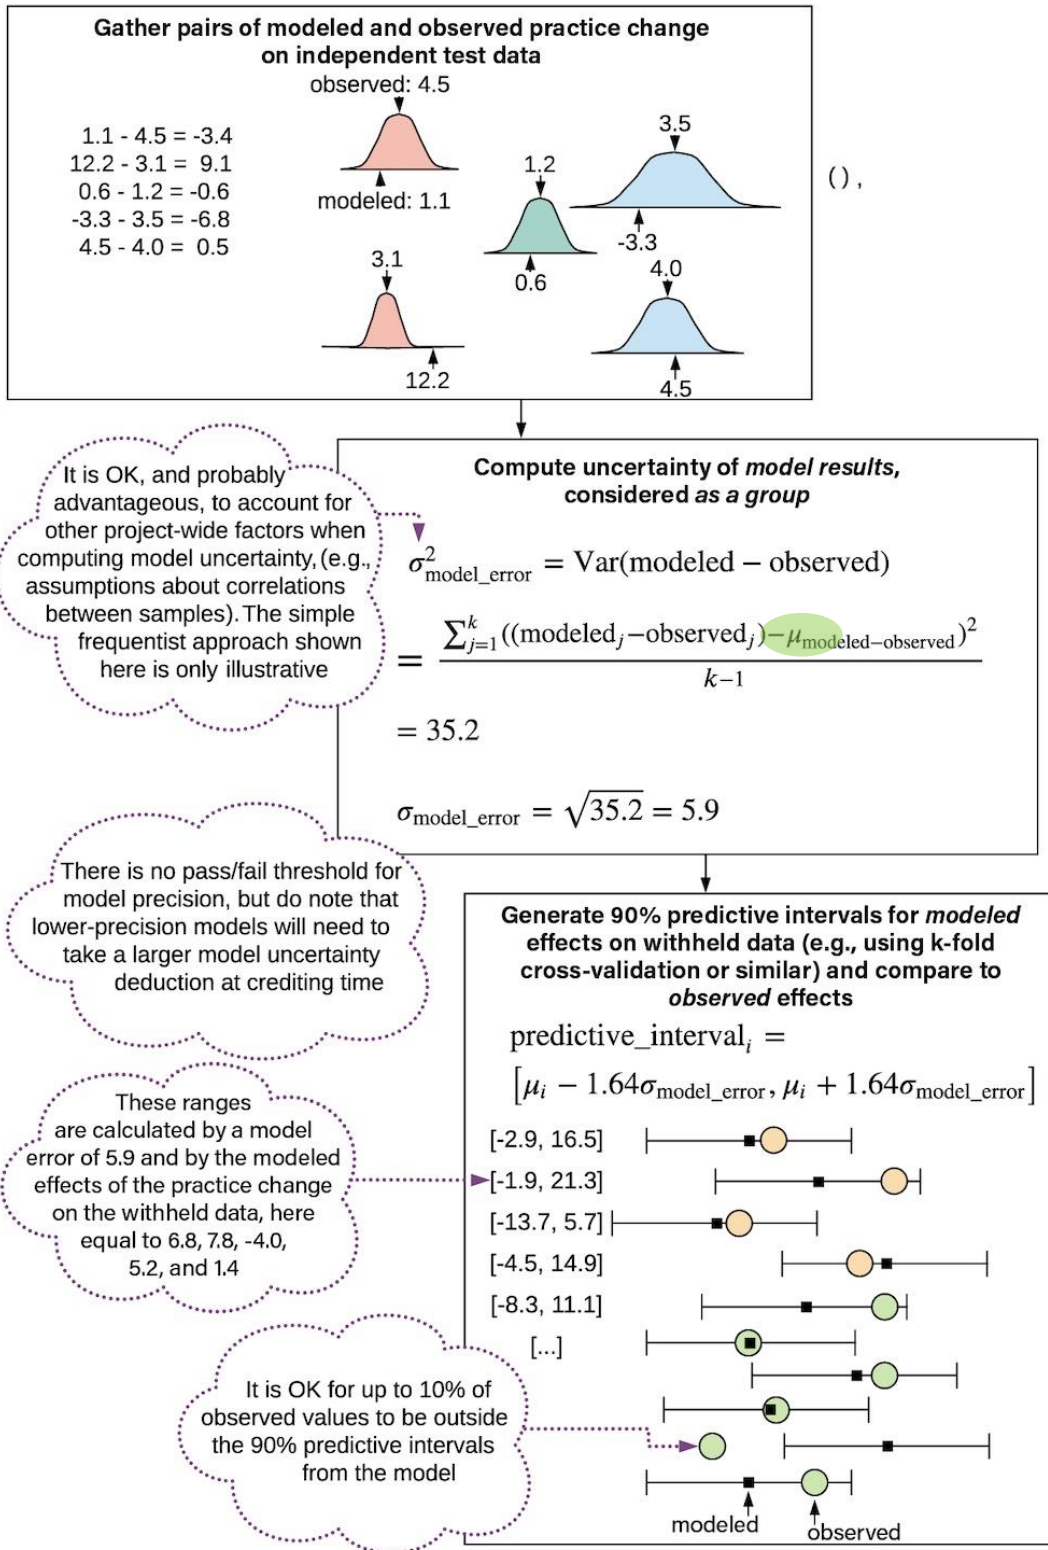 Gather pairs of modeled and observed practice change
on independent test data
observed: 4.5
1.1 - 4.5 = -3.4
12.2 - 3.1 = 9.1
0.6 - 1.2 = -0.6
-3.3 - 3.5 = -6.8
4.5 - 4.0 = 0.5
modeled: 1.1
1.2
0.6
3.5
-3.3
( ) ,
3.1
12.2
4.0
4.5
It is OK, and probably
advantageous, to account for
other project-wide factors when
computing model uncertainty, (e.g.,
assumptions about correlations
between samples). The simple
frequentist approach shown
here is only illustrative
Compute uncertainty of model results,
considered as a group
σ²model_error = Var(modeled − observed)
= ∑ᵏj=1 ((modeledj−observedj)−μmodeled−observed)² / k−1
= 35.2
σmodel_error = √35.2 = 5.9
There is no pass/fail threshold for
model precision, but do note that
lower-precision models will need to
take a larger model uncertainty
deduction at crediting time
Generate 90% predictive intervals for modeled
effects on withheld data (e.g., using k-fold
cross-validation or similar) and compare to
observed effects
predictive_intervali =
[μi − 1.64σmodel_error, μi + 1.64σmodel_error]
These ranges
are calculated by a model
error of 5.9 and by the modeled
effects of the practice change
on the withheld data, here
equal to 6.8, 7.8, -4.0,
5.2, and 1.4
[-2.9, 16.5]
[-1.9, 21.3]
[-13.7, 5.7]
[-4.5, 14.9]
[-8.3, 11.1]
[...]
It is OK for up to 10% of
observed values to be outside
the 90% predictive intervals
from the model
modeled
observed